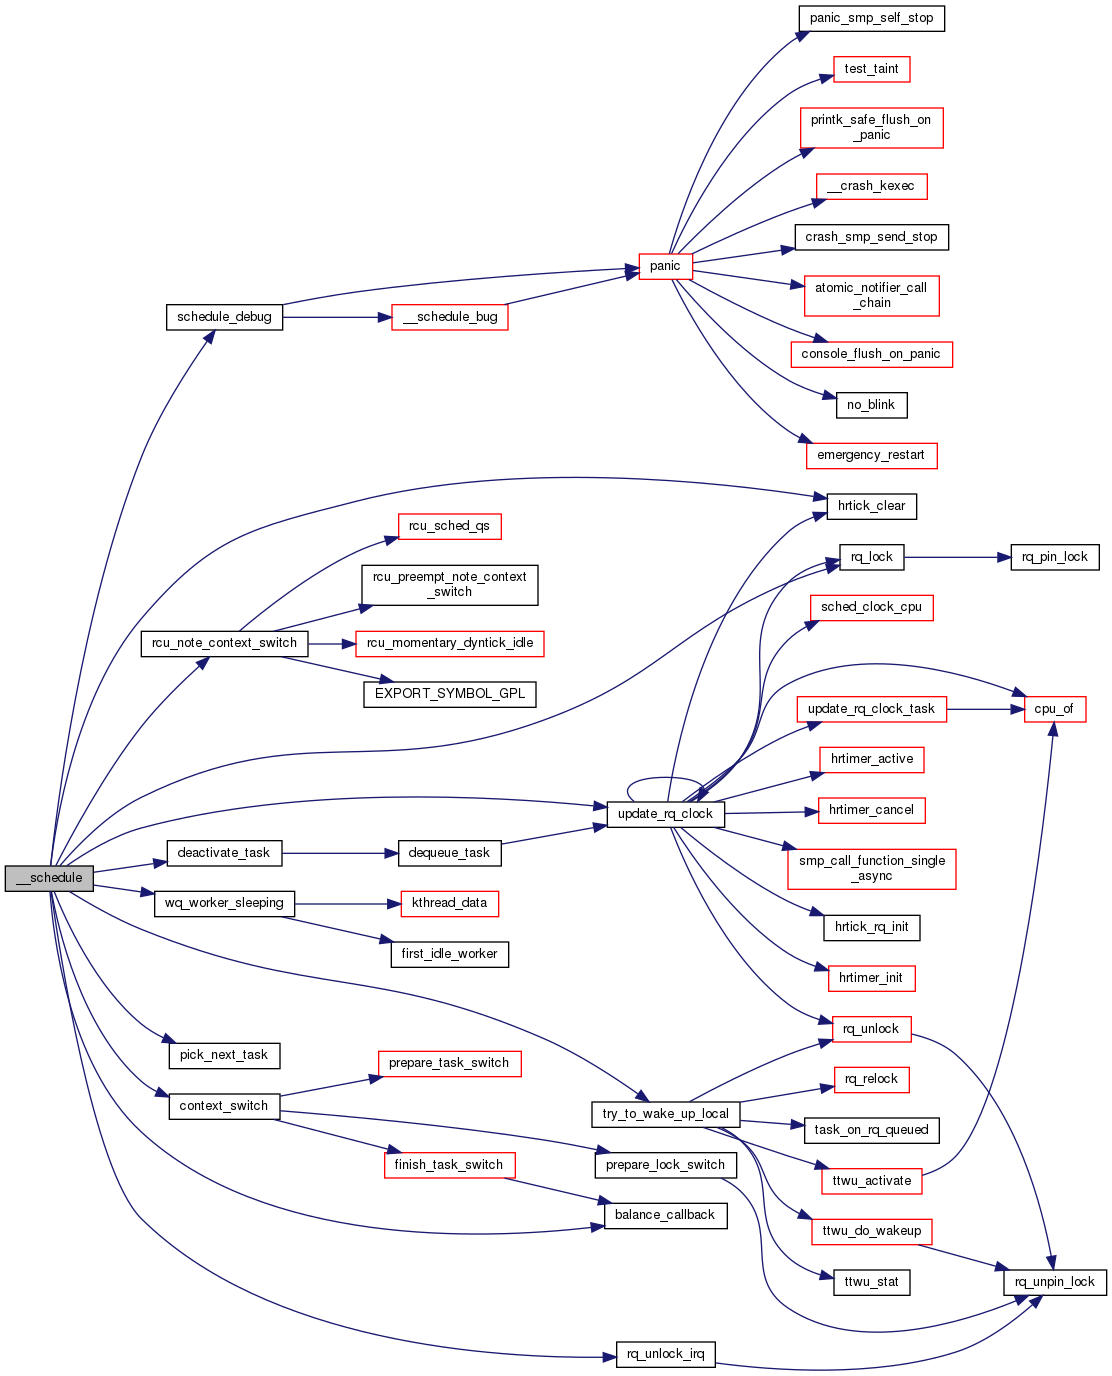 panic_smp_self_stop
test_taint
printk_safe_flush_on
_panic
__crash_kexec
crash_smp_send_stop
panic
atomic_notifier_call
_chain
schedule_debug
__schedule_bug
console_flush_on_panic
no_blink
emergency_restart
hrtick_clear
rcu_sched_qs
rq_lock
rq_pin_lock
rcu_preempt_note_context
_switch
sched_clock_cpu
rcu_note_context_switch
rcu_momentary_dyntick_idle
EXPORT_SYMBOL_GPL
update_rq_clock_task
cpu_of
hrtimer_active
update_rq_clock
hrtimer_cancel
deactivate_task
dequeue_task
smp_call_function_single
_async
__schedule
wq_worker_sleeping
kthread_data
hrtick_rq_init
first_idle_worker
hrtimer_init
rq_unlock
pick_next_task
prepare_task_switch
rq_relock
context_switch
try_to_wake_up_local
task_on_rq_queued
finish_task_switch
prepare_lock_switch
ttwu_activate
balance_callback
ttwu_do_wakeup
ttwu_stat
rq_unpin_lock
rq_unlock_irq